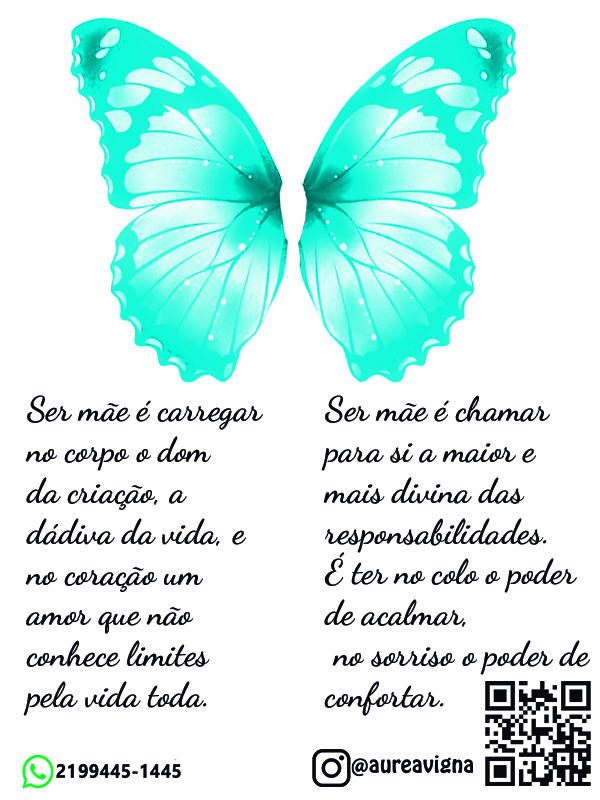 Ser mãe é carregar
no corpo o dom
da criação, a
dádiva da vida, e
no coração um
amor que não
conhece limites
pela vida toda.
Ser mãe é chamar
para si a maior e
mais divina das
responsabilidades.
É ter no colo o poder
de acalmar,
no sorriso o poder de
confortar.
2199445-1445
@aureavigna